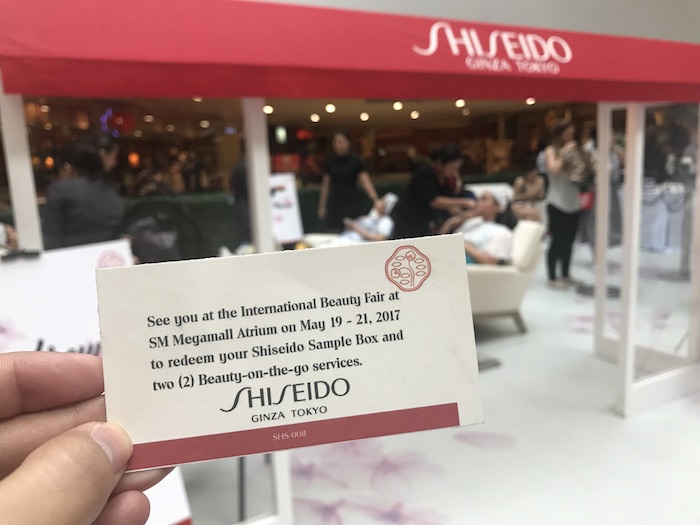 SHISEIDO
GINZA TOKYO
See you at the International Beauty Fair at
SM Megamall Atrium on May 19 - 21, 2017
to redeem your Shiseido Sample Box and
two (2) Beauty-on-the-go services.
SHISEIDO
GINZA TOKYO
SHS-0011